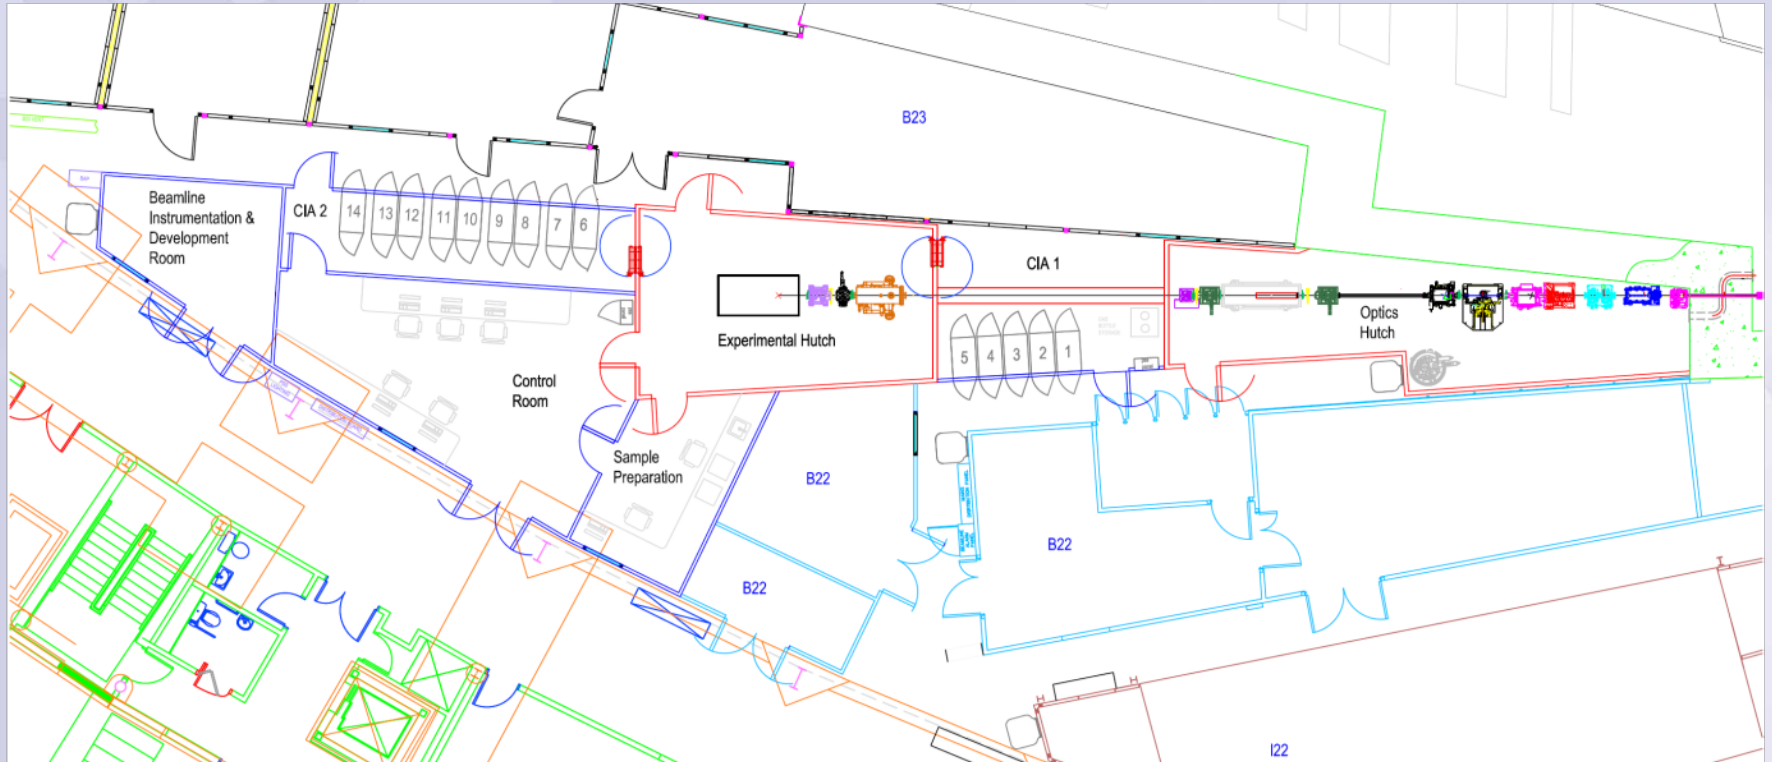 B23
Beamline
Instrumentation &
Development
Room
CIA 2
14
13
12
11
10
9
8
7
6
CIA 1
Experimental Hutch
Optics
Hutch
5
4
3
2
1
Control
Room
Sample
Preparation
B22
B22
B22
I22